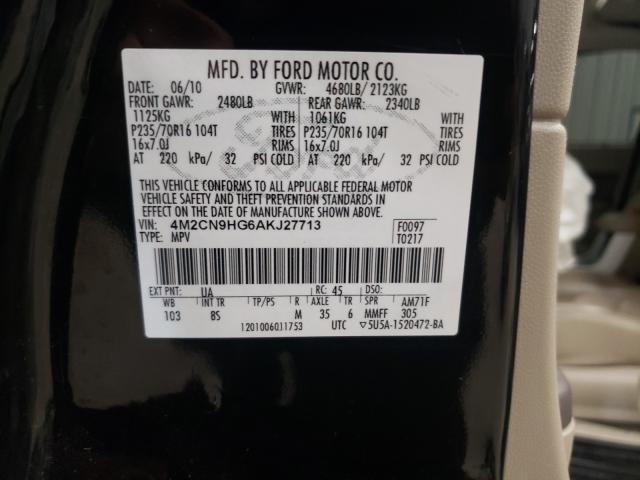 MFD. BY FORD MOTOR CO.
DATE: 06/10 GVWR: 4680LB/ 2123KG
FRONT GAWR: 2480LB REAR GAWR: 2340LB
1125KG WITH 1061KG WITH
P235/70R16 104T TIRES P235/70R16 104T TIRES
16x7.0J RIMS 16x7.0J RIMS
AT 220 kPa/ 32 PSI COLD AT 220 kPa/ 32 PSI COLD
THIS VEHICLE CONFORMS TO ALL APPLICABLE FEDERAL MOTOR
VEHICLE SAFETY AND THEFT PREVENTION STANDARDS IN
EFFECT ON THE DATE OF MANUFACTURE SHOWN ABOVE.
VIN: 4M2CN9HG6AKJ27713 F0097
TYPE: MPV T0217
EXT PNT: UA RC: 45 DSO:
WB INT TR TP/PS R AXLE TR SPR AM71F
103 8S M 35 6 MMFF 305
1201006011753 UTC ▽5U5A-1520472-BA